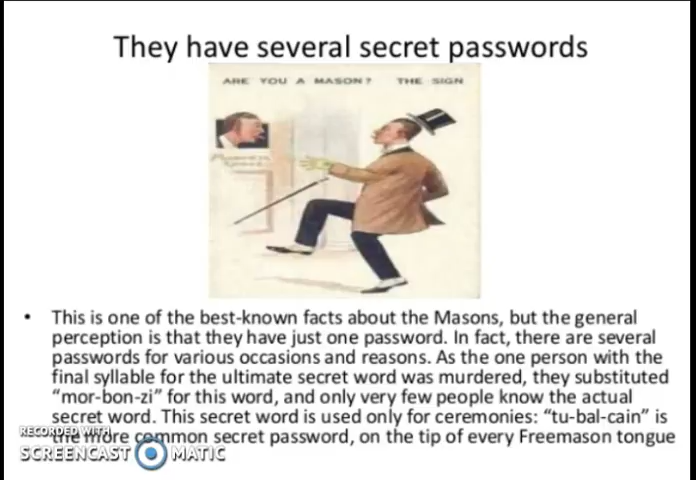 They have several secret passwords
ARE YOU A MASON? THE SIGN
• This is one of the best-known facts about the Masons, but the general
perception is that they have just one password. In fact, there are several
passwords for various occasions and reasons. As the one person with the
final syllable for the ultimate secret word was murdered, they substituted
“mor-bon-zi” for this word, and only very few people know the actual
secret word. This secret word is used only for ceremonies: “tu-bal-cain” is
the more common secret password, on the tip of every Freemason tongue
RECORDED WITH
SCREENCAST MATIC